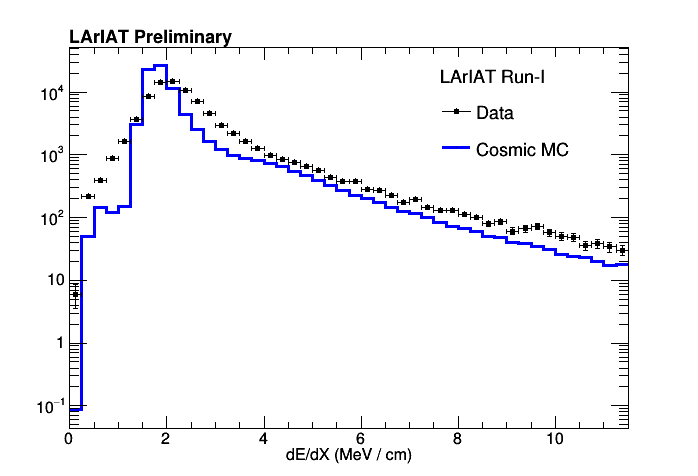 LArIAT Preliminary
LArIAT Run-I
Data
Cosmic MC
10⁴
10³
10²
10
1
10⁻¹
0 2 4 6 8 10
dE/dX (MeV / cm)